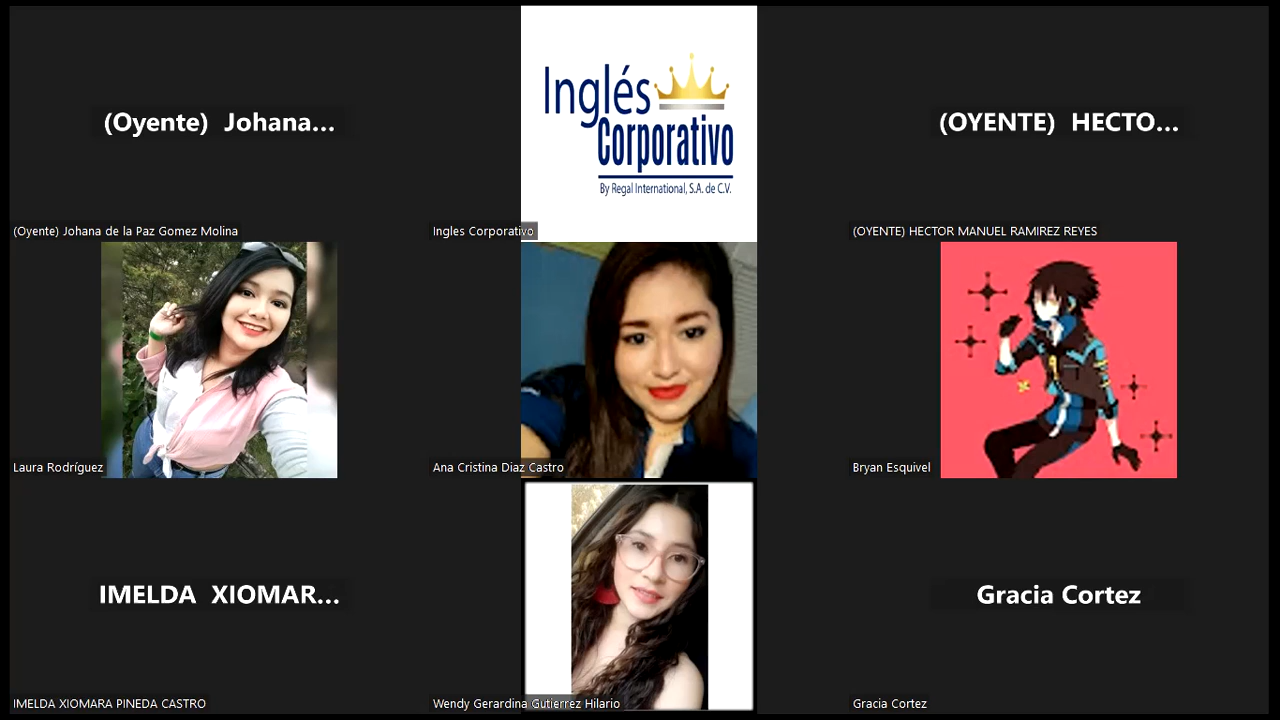 (Oyente) Johana...
Inglés
Corporativo
By Regal International, S.A. de C.V.
(OYENTE) HECTO...
(Oyente) Johana de la Paz Gomez Molina
Ingles Corporativo
(OYENTE) HECTOR MANUEL RAMIREZ REYES
Laura Rodríguez
Ana Cristina Diaz Castro
Bryan Esquivel
IMELDA XIOMAR...
Gracia Cortez
IMELDA XIOMARA PINEDA CASTRO
Wendy Gerardina Gutierrez Hilario
Gracia Cortez